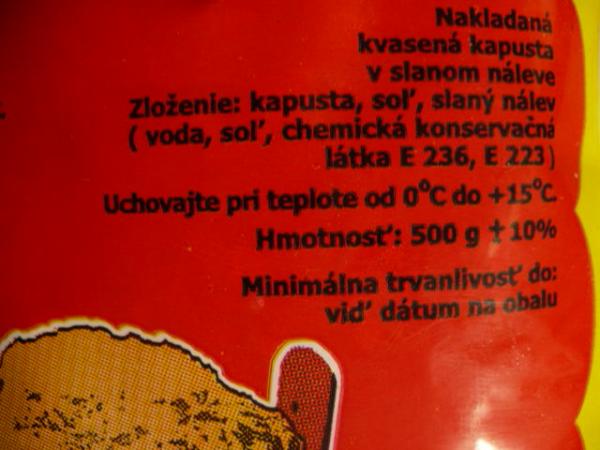 Nakladaná
kvasená kapusta
v slanom náleve
Zloženie: kapusta, soľ, slaný nálev
( voda, soľ, chemická konservačná
látka E 236, E 223)
Uchovajte pri teplote od 0°C do +15°C.
Hmotnosť: 500 g ± 10%
Minimálna trvanlivosť do:
viď dátum na obalu